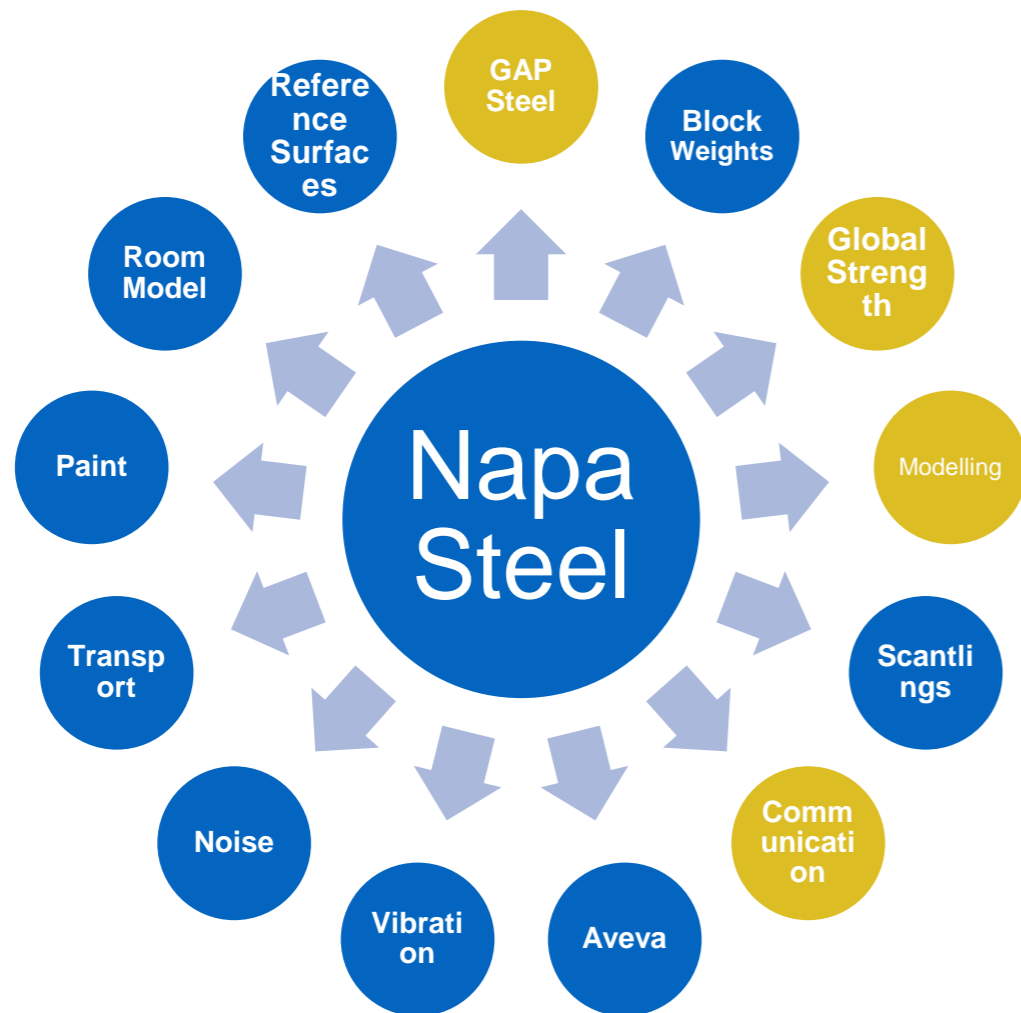 GAP
Steel
Block
Weights
Global
Streng
th
Modelling
Scantli
ngs
Comm
unicati
on
Aveva
Vibrati
on
Noise
Transp
ort
Paint
Room
Model
Refere
nce
Surfac
es
Napa
Steel